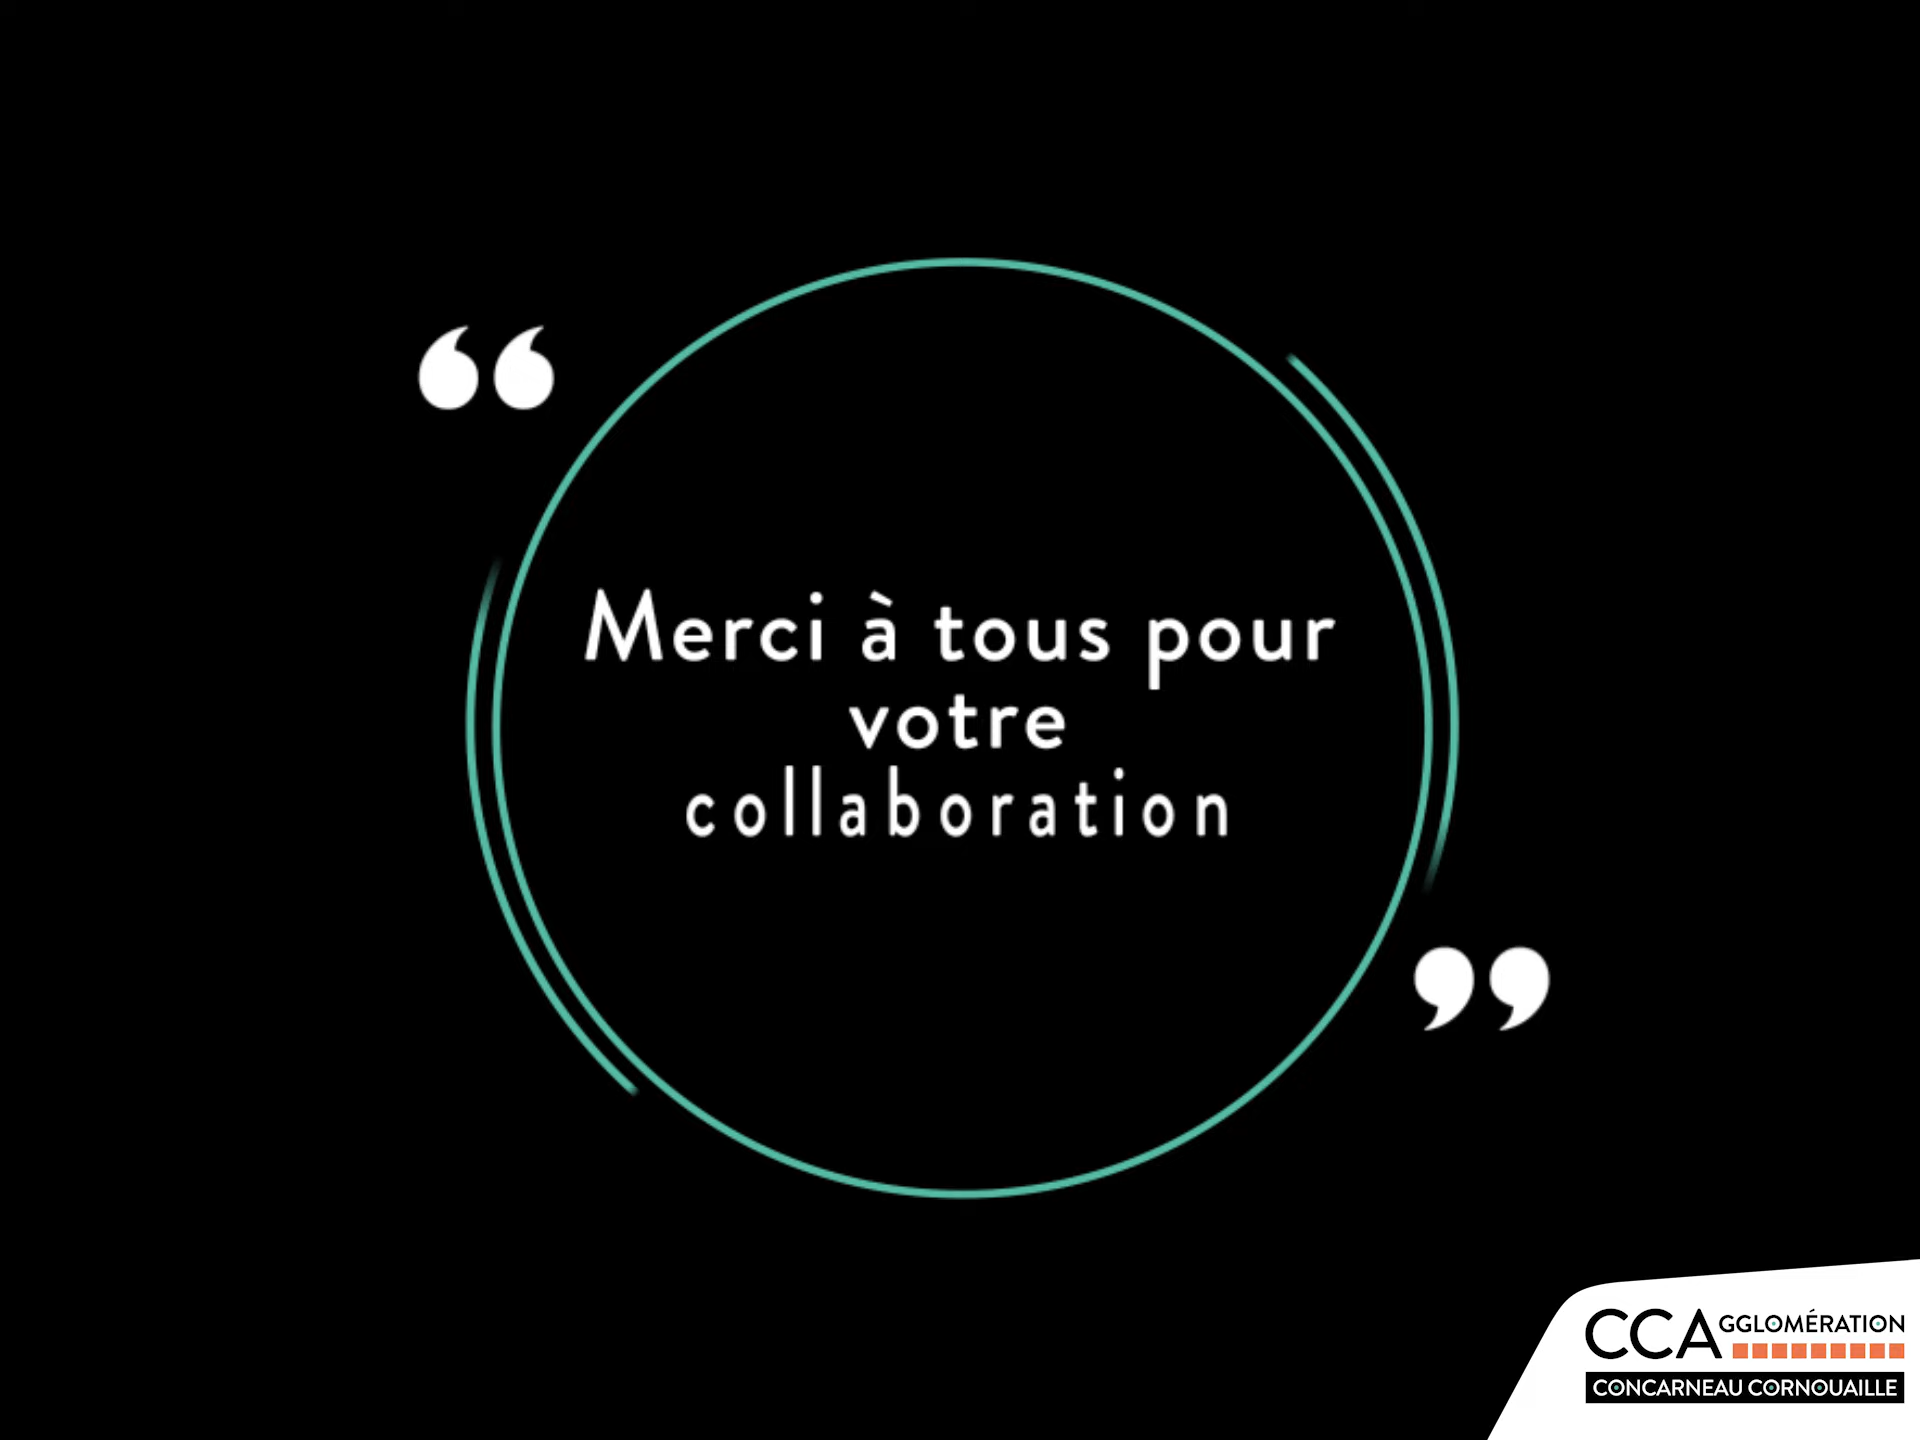 “
Merci à tous pour
votre
collaboration
”
CCAGGLOMÉRATION
CONCARNEAU CORNOUAILLE